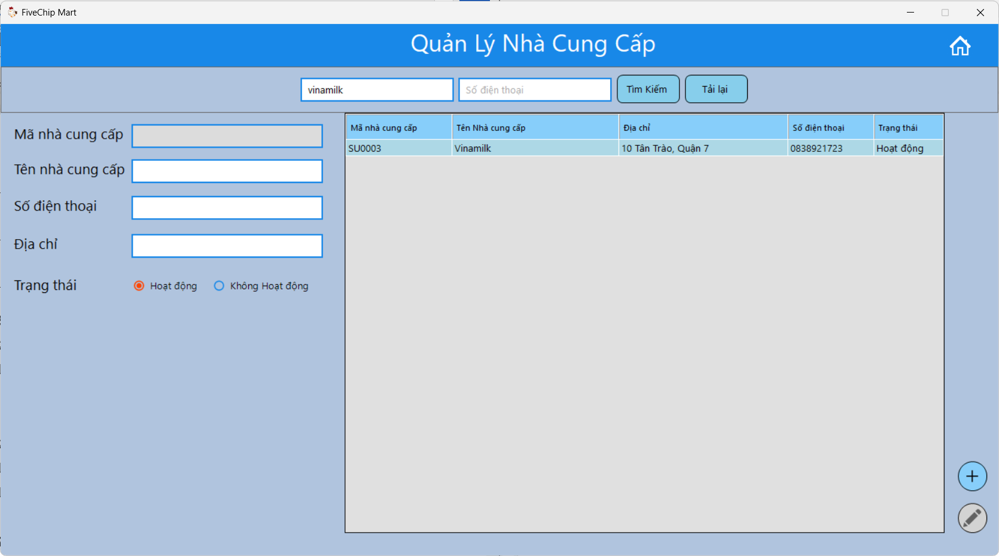 FiveChip Mart
Quản Lý Nhà Cung Cấp
vinamilk Số điện thoại Tìm Kiếm Tải lại
Mã nhà cung cấp
Tên nhà cung cấp
Số điện thoại
Địa chỉ
Trạng thái Hoạt động Không Hoạt động
Mã nhà cung cấp Tên Nhà cung cấp Địa chỉ Số điện thoại Trạng thái
SU0003 Vinamilk 10 Tân Trào, Quận 7 0838921723 Hoạt động